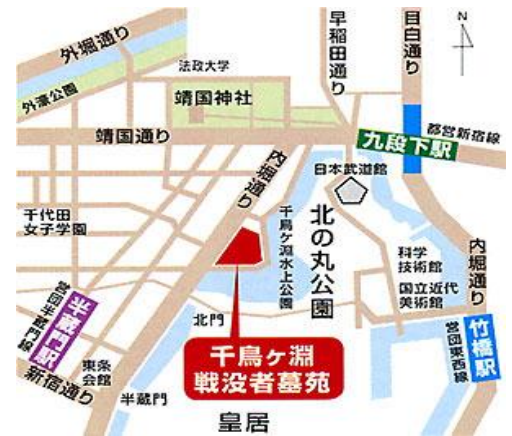 外堀通り
外濠公園
法政大学
早稲田通り
目白通り
N
靖国神社
靖国通り
内堀通り
九段下駅
都営新宿線
日本武道館
千代田
女子学園
千鳥ヶ淵水上公園
北の丸公園
科学
技術館
国立近代
美術館
内堀通り
半蔵門駅
営団半蔵門線
北門
竹橋駅
営団東西線
東条
会館
新宿通り
半蔵門
千鳥ヶ淵
戦没者墓苑
皇居